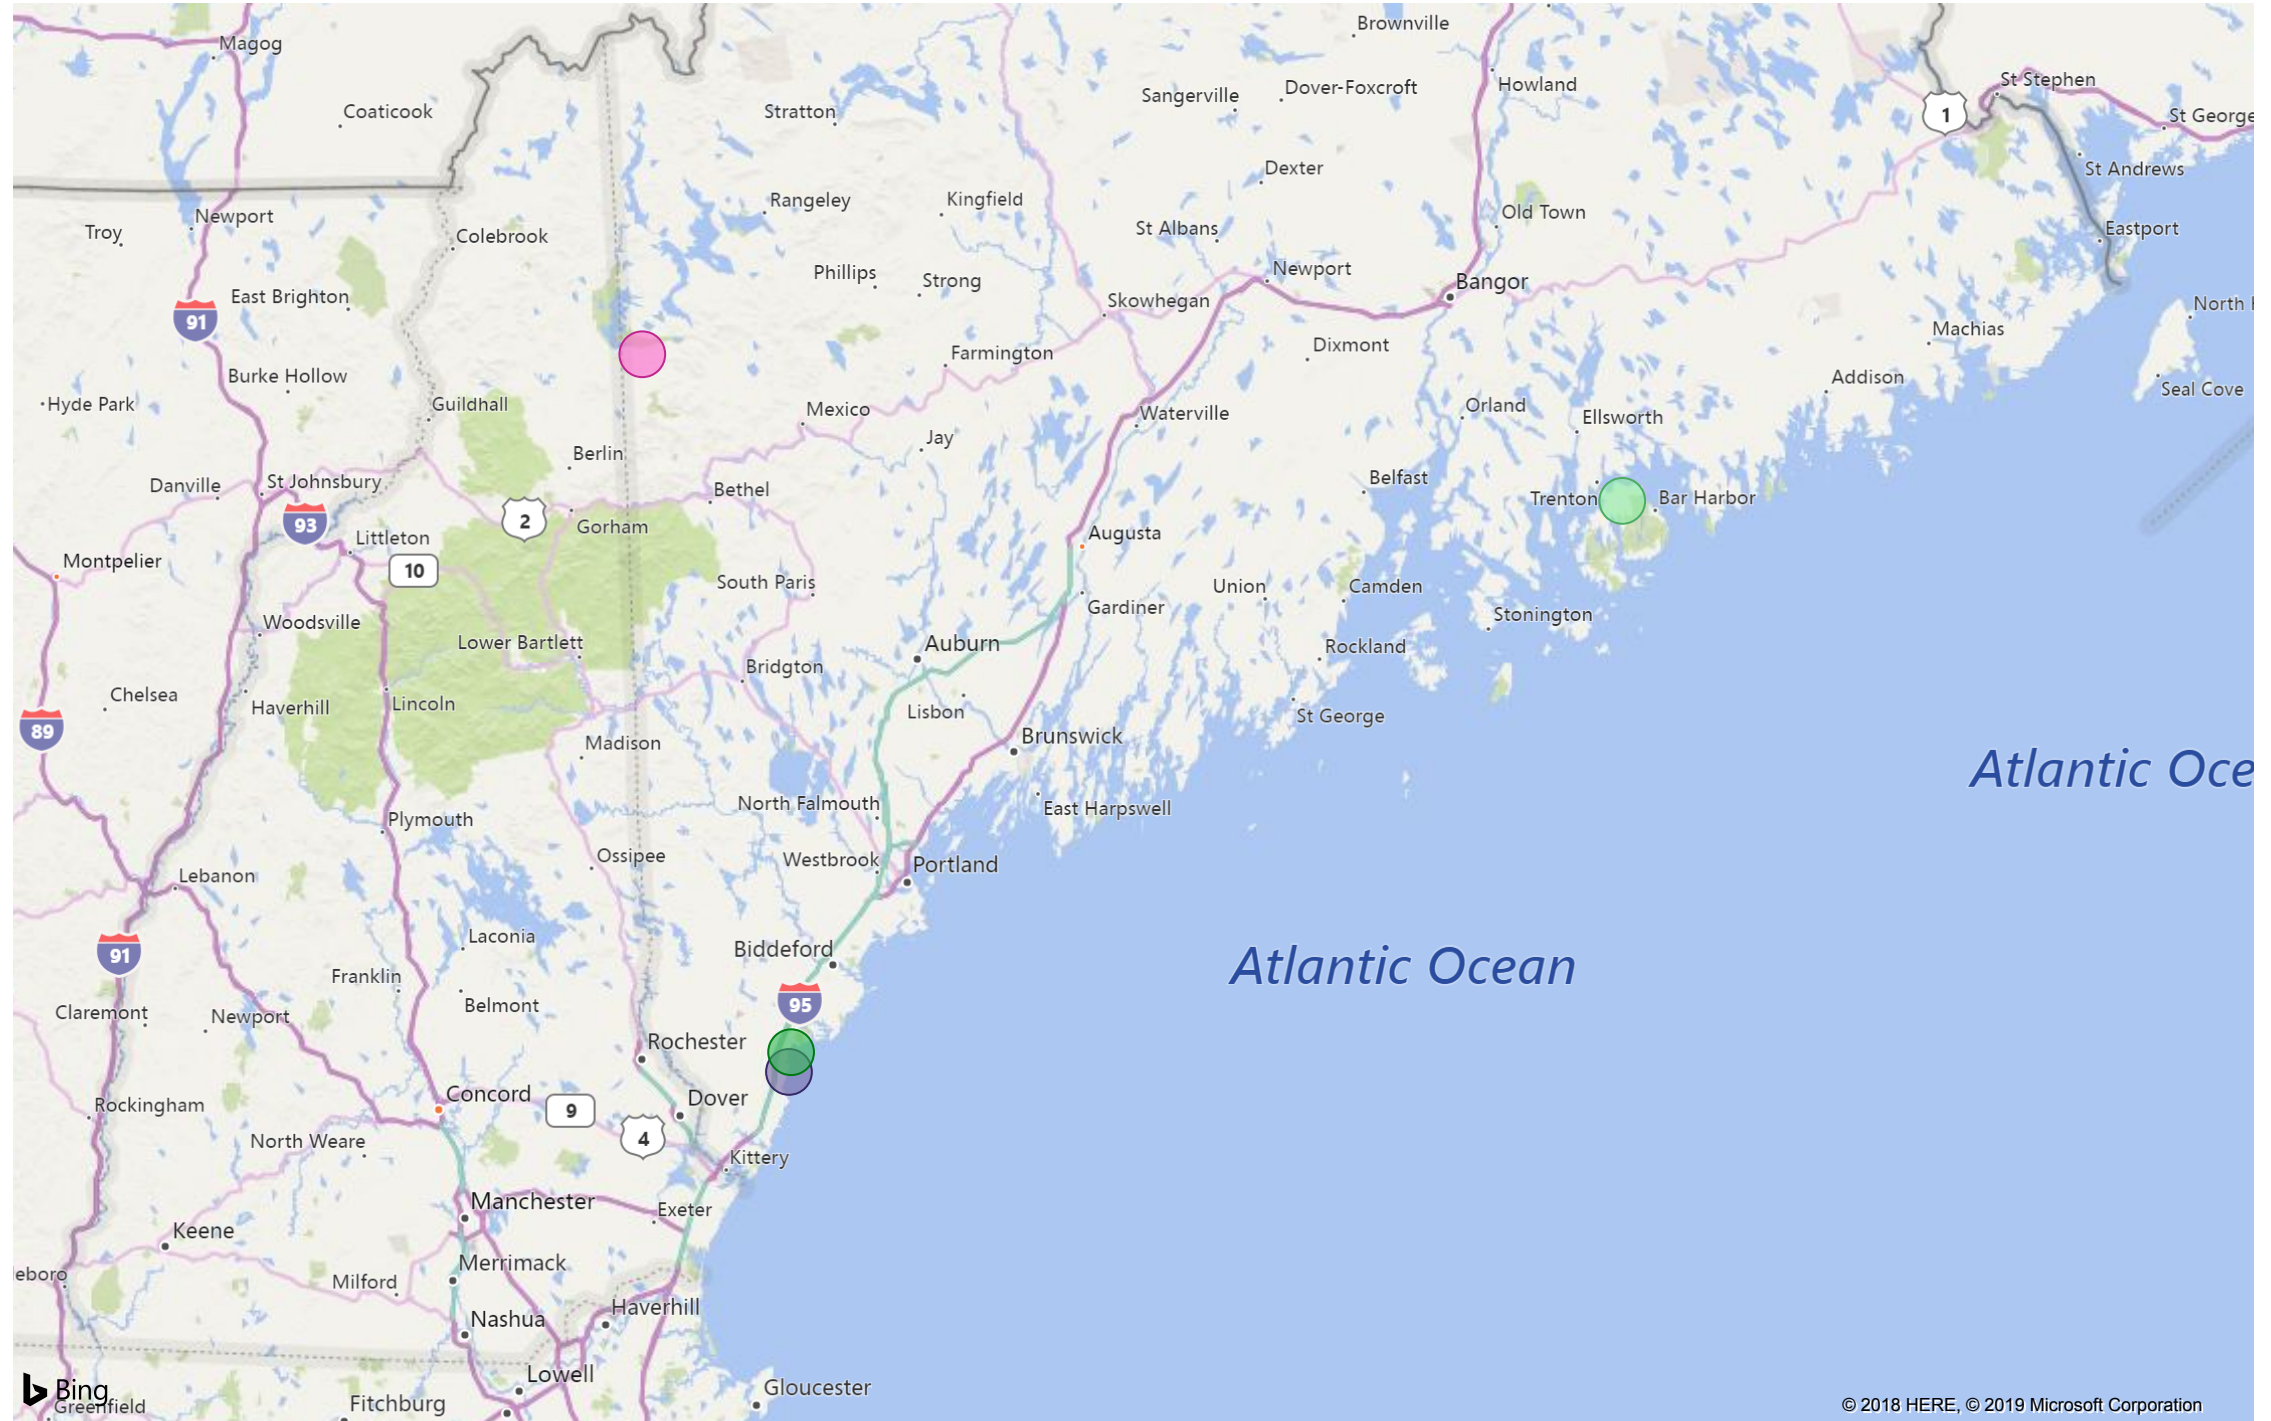 Brownville
Magog
St Stephen
Howland
Dover-Foxcroft
Sangerville
Coaticook
Stratton
1
St George
Dexter
St Andrews
Rangeley
Kingfield
Newport
Old Town
Troy
Colebrook
St Albans
Eastport
Phillips
Strong
Newport
Bangor
East Brighton
Skowhegan
North
91
Machias
Dixmont
Farmington
Burke Hollow
Addison
Seal Cove
Hyde Park
Guildhall
Mexico
Waterville
Orland
Ellsworth
Jay
Berlin
Belfast
Danville
St Johnsbury
Bethel
Trenton
Bar Harbor
93
2
Gorham
Augusta
Littleton
Montpelier
10
South Paris
Union
Camden
Gardiner
Stonington
Woodsville
Lower Bartlett
Auburn
Rockland
Bridgton
Chelsea
Haverhill
Lincoln
Lisbon
St George
89
Madison
Brunswick
Atlantic Oce
North Falmouth
East Harpswell
Plymouth
Ossipee
Westbrook
Portland
Lebanon
Laconia
Biddeford
91
Atlantic Ocean
Franklin
95
Belmont
Claremont
Newport
Rochester
Concord
Dover
Rockingham
9
North Weare
4
Kittery
Manchester
Exeter
Keene
Merrimack
eboro
Milford
Haverhill
Nashua
Lowell
Bing
Gloucester
Greenfield
Fitchburg
© 2018 HERE, © 2019 Microsoft Corporation